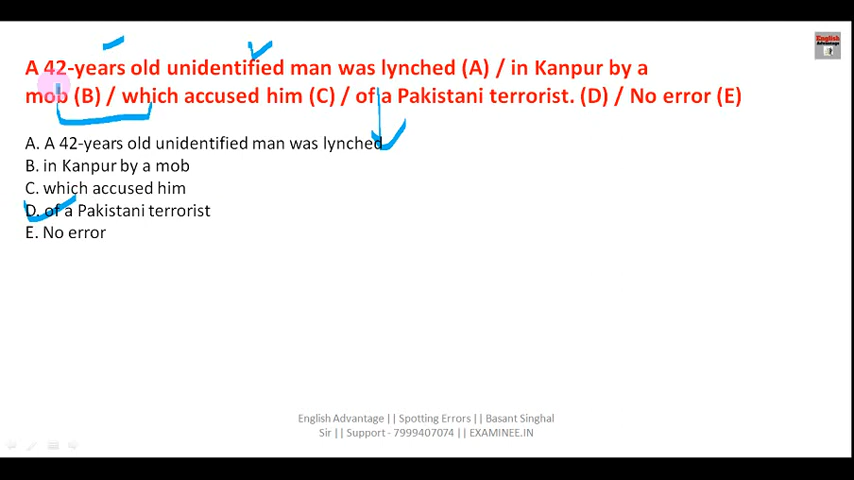 English
Advantage
A 42-years old unidentified man was lynched (A) / in Kanpur by a
mob (B) / which accused him (C) / of a Pakistani terrorist. (D) / No error (E)
A. A 42-years old unidentified man was lynched
B. in Kanpur by a mob
C. which accused him
D. of a Pakistani terrorist
E. No error
English Advantage || Spotting Errors || Basant Singhal
Sir || Support - 7999407074 || EXAMINEE.IN